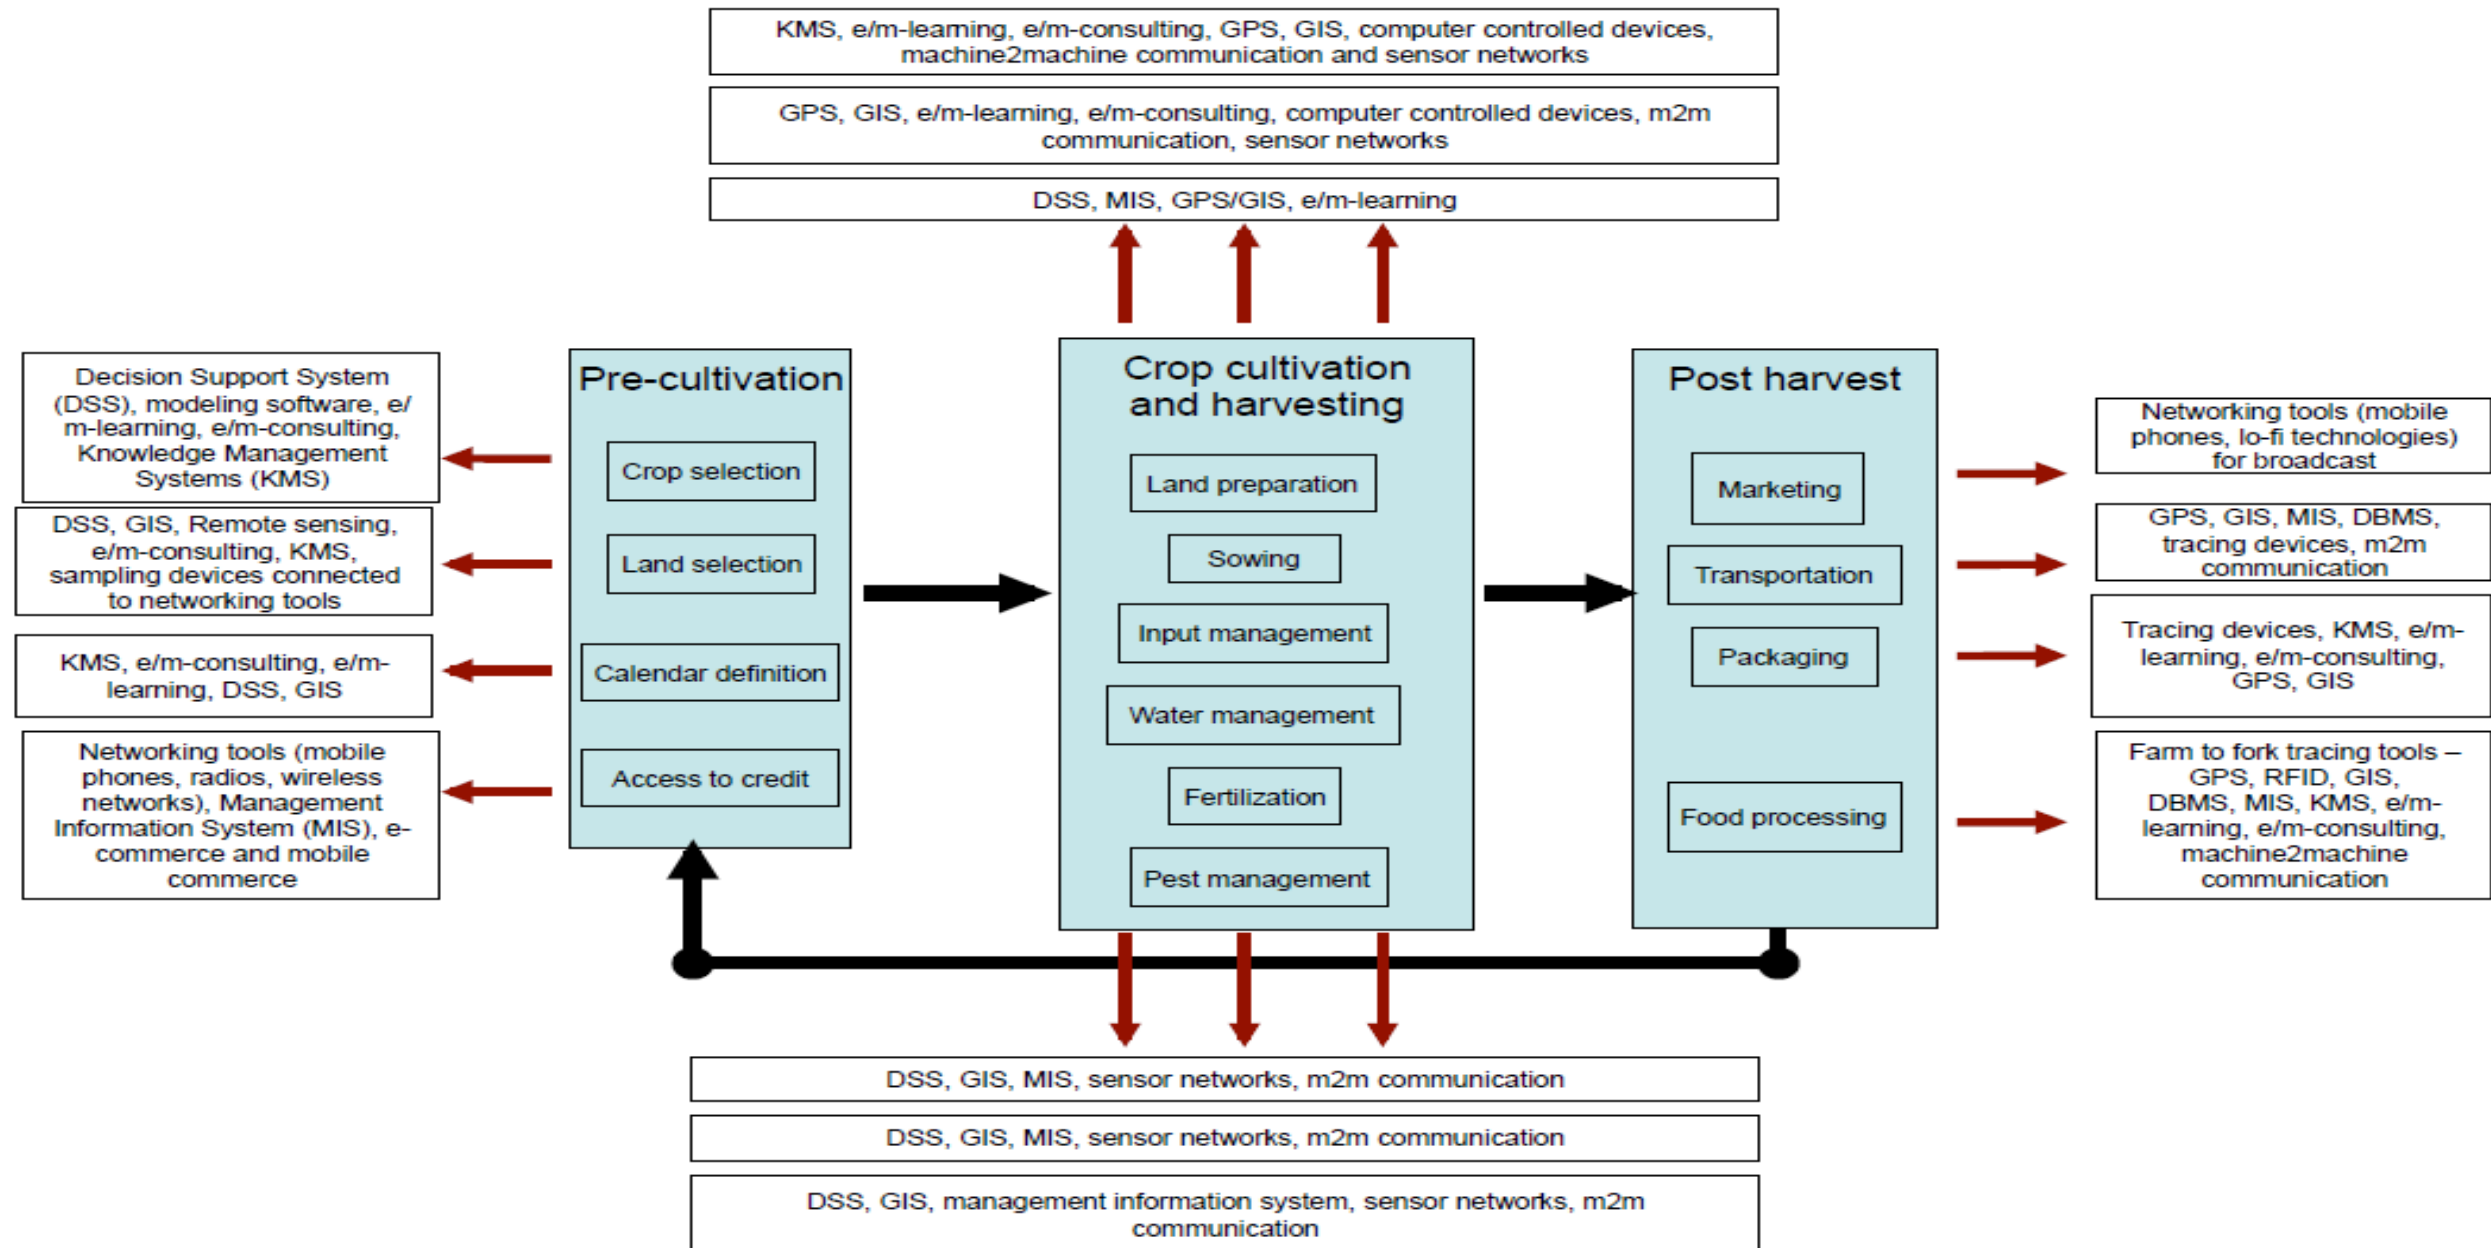 KMS, e/m-learning, e/m-consulting, GPS, GIS, computer controlled devices,
machine2machine communication and sensor networks
GPS, GIS, e/m-learning, e/m-consulting, computer controlled devices, m2m
communication, sensor networks
DSS, MIS, GPS/GIS, e/m-learning
Decision Support System
(DSS), modeling software, e/
m-learning, e/m-consulting,
Knowledge Management
Systems (KMS)
DSS, GIS, Remote sensing,
e/m-consulting, KMS,
sampling devices connected
to networking tools
KMS, e/m-consulting, e/m-
learning, DSS, GIS
Networking tools (mobile
phones, radios, wireless
networks), Management
Information System (MIS), e-
commerce and mobile
commerce
Pre-cultivation
Crop selection
Land selection
Calendar definition
Access to credit
Crop cultivation
and harvesting
Land preparation
Sowing
Input management
Water management
Fertilization
Pest management
Post harvest
Marketing
Transportation
Packaging
Food processing
Networking tools (mobile
phones, lo-fi technologies)
for broadcast
GPS, GIS, MIS, DBMS,
tracing devices, m2m
communication
Tracing devices, KMS, e/m-
learning, e/m-consulting,
GPS, GIS
Farm to fork tracing tools –
GPS, RFID, GIS,
DBMS, MIS, KMS, e/m-
learning, e/m-consulting,
machine2machine
communication
DSS, GIS, MIS, sensor networks, m2m communication
DSS, GIS, MIS, sensor networks, m2m communication
DSS, GIS, management information system, sensor networks, m2m
communication